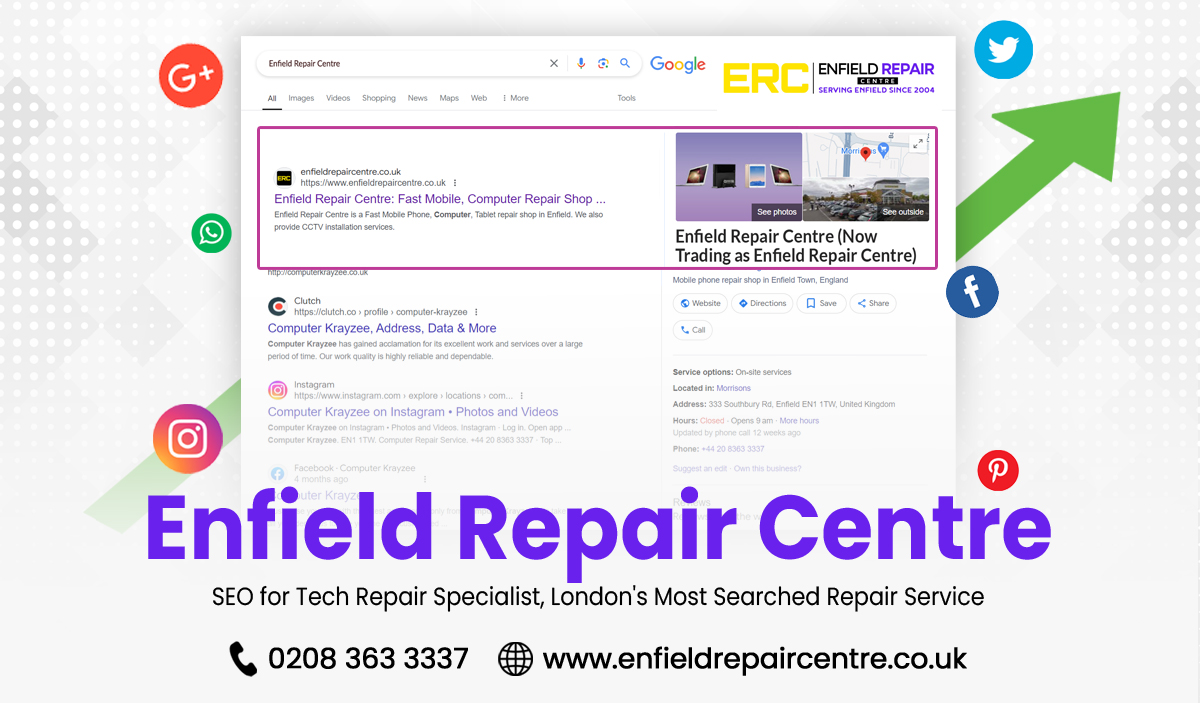 Enfield Repair Centre
Google
ERC
ENFIELD REPAIR
CENTRE
SERVING ENFIELD SINCE 2004
All Images Videos Shopping News Maps Web More Tools
ERC
enfieldrepaircentre.co.uk
https://www.enfieldrepaircentre.co.uk
Enfield Repair Centre: Fast Mobile, Computer Repair Shop ...
Enfield Repair Centre is a Fast Mobile Phone, Computer, Tablet repair shop in Enfield. We also
provide CCTV installation services.
See photos
Morrisons
See outside
Enfield Repair Centre (Now
Trading as Enfield Repair Centre)
http://computerkrayzee.co.uk
Clutch
https://clutch.co › profile › computer-krayzee
Computer Krayzee, Address, Data & More
Computer Krayzee has gained acclamation for its excellent work and services over a large
period of time. Our work quality is highly reliable and dependable.
Instagram
https://www.instagram.com › explore › locations › com...
Computer Krayzee on Instagram • Photos and Videos
Computer Krayzee on Instagram • Photos and Videos. Instagram · Log in. Open app ...
Computer Krayzee. EN1 1TW. Computer Repair Service. +44 20 8363 3337 · Top ...
Facebook · Computer Krayzee
4 months ago
Mobile phone repair shop in Enfield Town, England
Website Directions Save Share
Call
Service options: On-site services
Located in: Morrisons
Address: 333 Southbury Rd, Enfield EN1 1TW, United Kingdom
Hours: Closed · Opens 9 am · More hours
Updated by phone call 12 weeks ago
Phone: +44 20 8363 3337
Suggest an edit · Own this business?
Reviews
Enfield Repair Centre
SEO for Tech Repair Specialist, London's Most Searched Repair Service
0208 363 3337
www.enfieldrepaircentre.co.uk